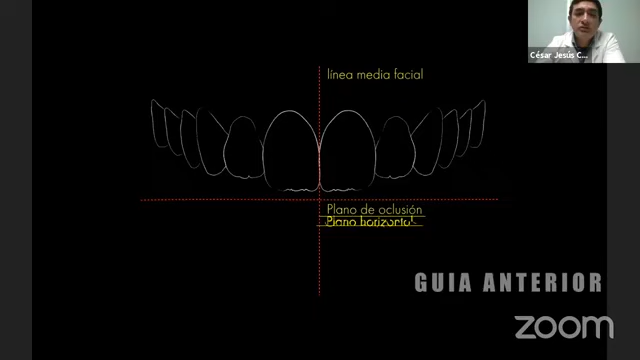 César Jesús C...
línea media facial
Plano de oclusión
Plano horizontal
GUIA ANTERIOR
zoom